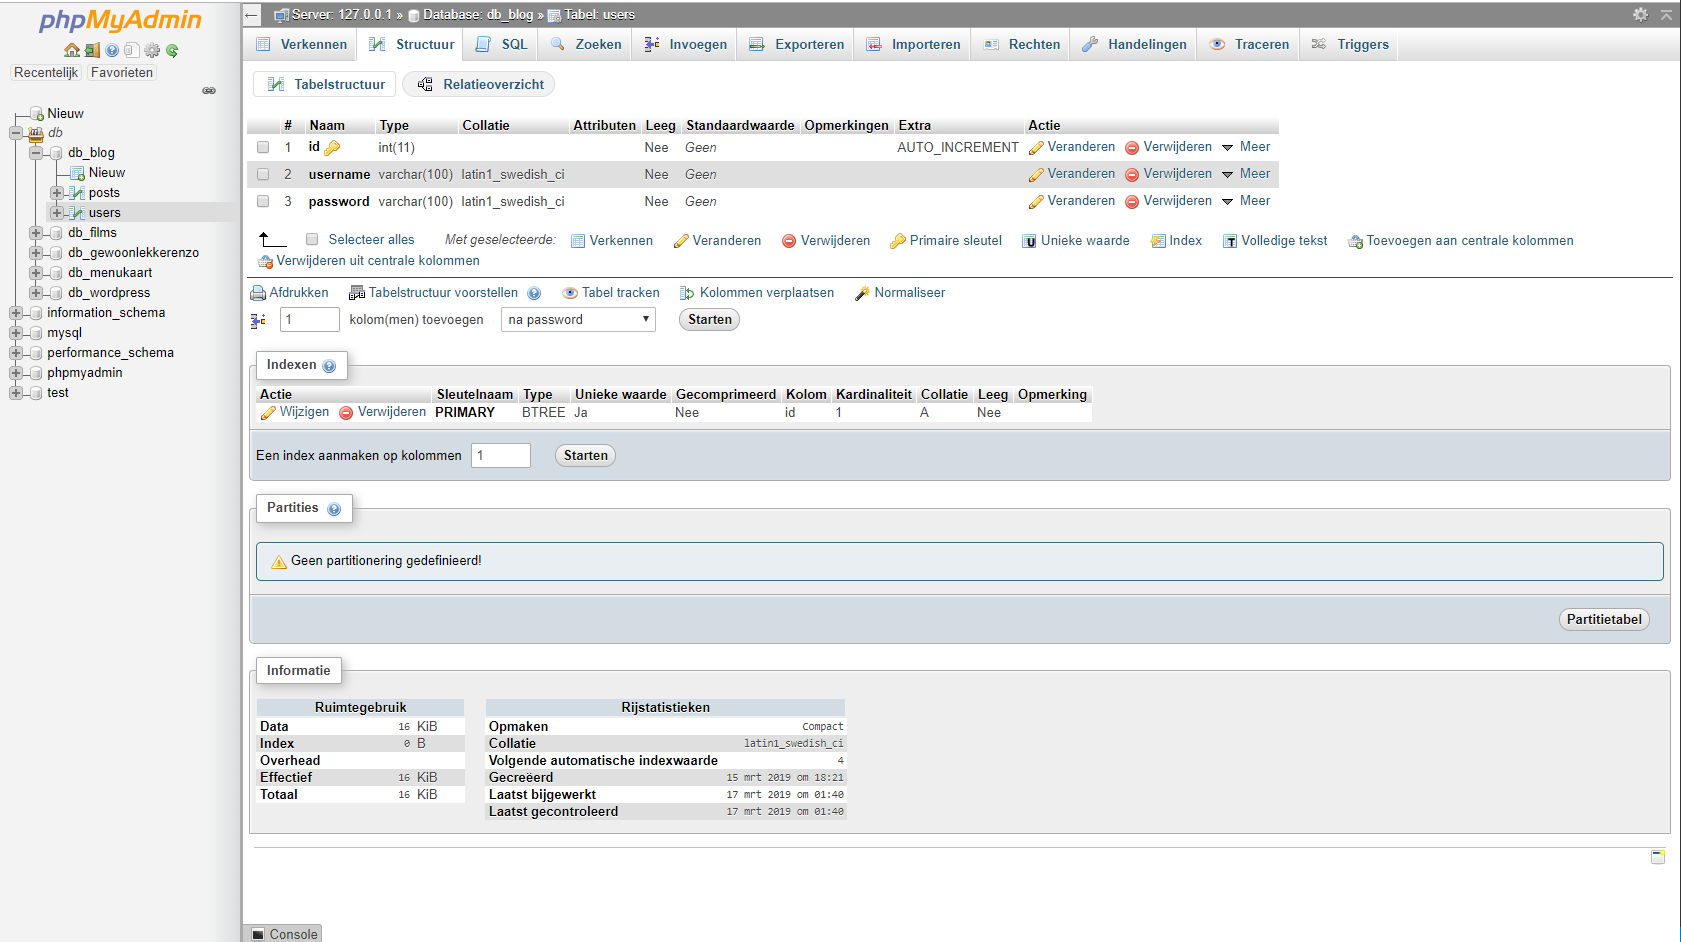 phpMyAdmin
Recentelijk Favorieten
Nieuw
db
db_blog
Nieuw
posts
users
db_films
db_gewoonlekkerenzo
db_menukaart
db_wordpress
information_schema
mysql
performance_schema
phpmyadmin
test
Server: 127.0.0.1 » Database: db_blog » Tabel: users
Verkennen Structuur SQL Zoeken Invoegen Exporteren Importeren Rechten Handelingen Traceren Triggers
Tabelstructuur Relatieoverzicht
# Naam Type Collatie Attributen Leeg Standaardwaarde Opmerkingen Extra Actie
1 id int(11) Nee Geen AUTO_INCREMENT Veranderen Verwijderen Meer
2 username varchar(100) latin1_swedish_ci Nee Geen Veranderen Verwijderen Meer
3 password varchar(100) latin1_swedish_ci Nee Geen Veranderen Verwijderen Meer
Selecteer alles Met geselecteerde: Verkennen Veranderen Verwijderen Primaire sleutel Unieke waarde Index Volledige tekst Toevoegen aan centrale kolommen
Verwijderen uit centrale kolommen
Afdrukken Tabelstructuur voorstellen Tabel tracken Kolommen verplaatsen Normaliseer
1 kolom(men) toevoegen na password Starten
Indexen
Actie Sleutelnaam Type Unieke waarde Gecomprimeerd Kolom Kardinaliteit Collatie Leeg Opmerking
Wijzigen Verwijderen PRIMARY BTREE Ja Nee id 1 A Nee
Een index aanmaken op kolommen 1 Starten
Partities
Geen partitionering gedefinieerd!
Partitietabel
Informatie
Ruimtegebruik
Data 16 KiB
Index 0 B
Overhead
Effectief 16 KiB
Totaal 16 KiB
Rijstatistieken
Opmaken Compact
Collatie latin1_swedish_ci
Volgende automatische indexwaarde 4
Gecreëerd 15 mrt 2019 om 18:21
Laatst bijgewerkt 17 mrt 2019 om 01:40
Laatst gecontroleerd 17 mrt 2019 om 01:40
Console